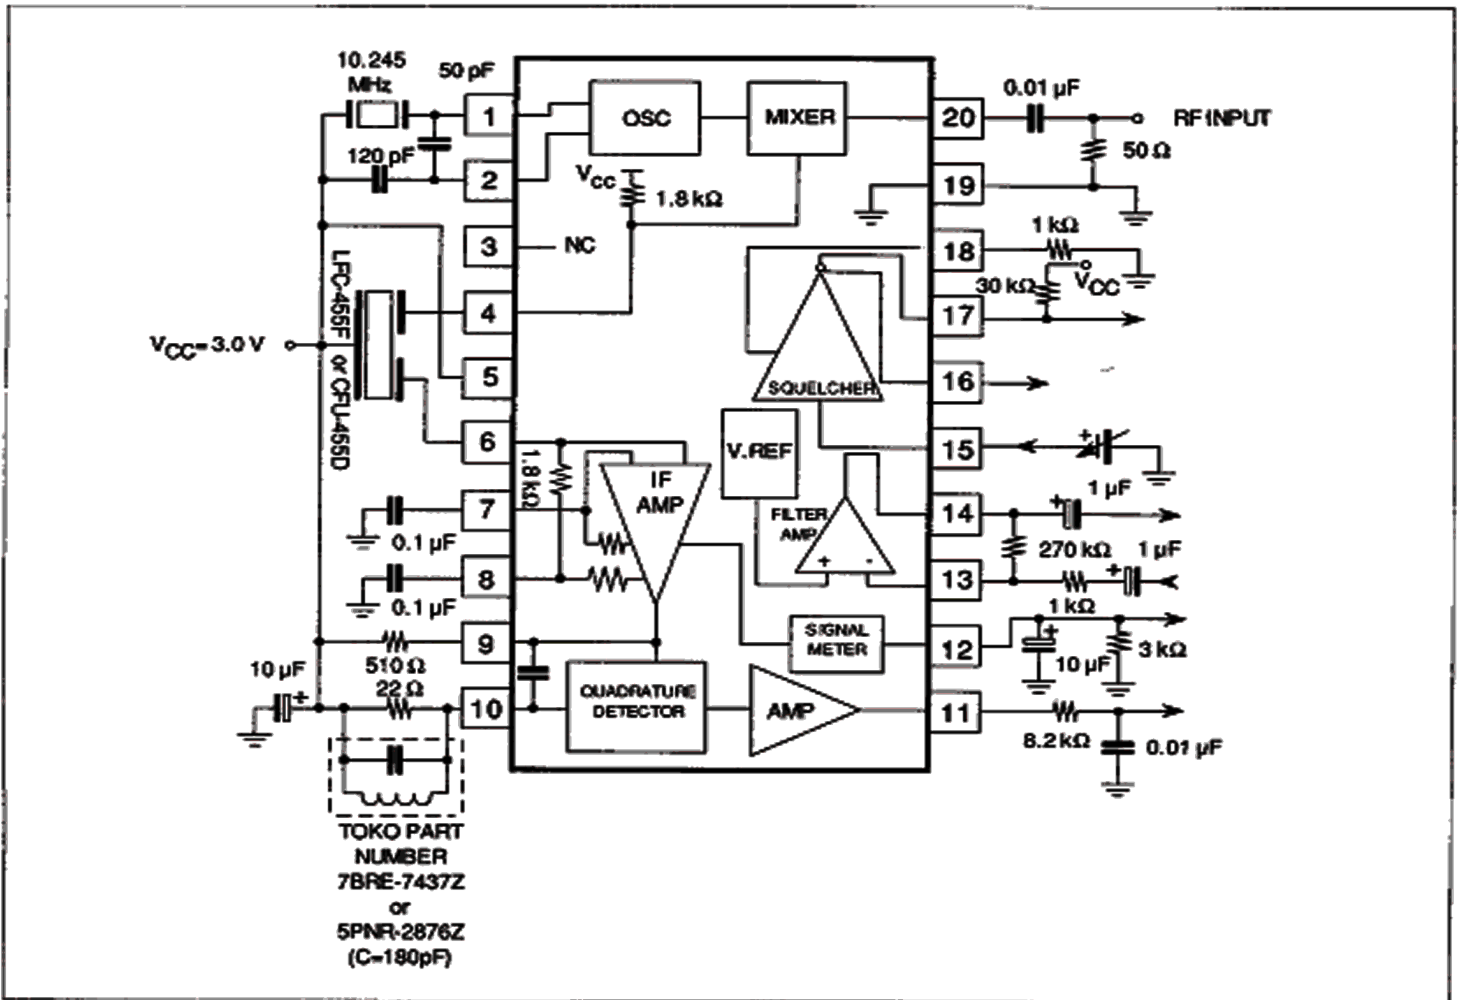 10.245
MHz
50 pF
120 pF
1
2
3
4
5
6
7
8
9
10
OSC
MIXER
VCC
1.8 kΩ
NC
LFC-455F or CFU-455D
VCC=3.0 V
1.8 kΩ
IF
AMP
0.1 µF
0.1 µF
510 Ω
22 Ω
10 µF
+
TOKO PART
NUMBER
7BRE-7437Z
or
5PNR-2876Z
(C=180pF)
SQUELCHER
V.REF
FILTER
AMP
+ -
SIGNAL
METER
QUADRATURE
DETECTOR
AMP
20
19
18
17
16
15
14
13
12
11
0.01 µF
RF INPUT
50 Ω
1 kΩ
30 kΩ
VCC
+
1 µF
+
270 kΩ
1 µF
+
1 kΩ
+
10 µF
3 kΩ
8.2 kΩ
0.01 µF